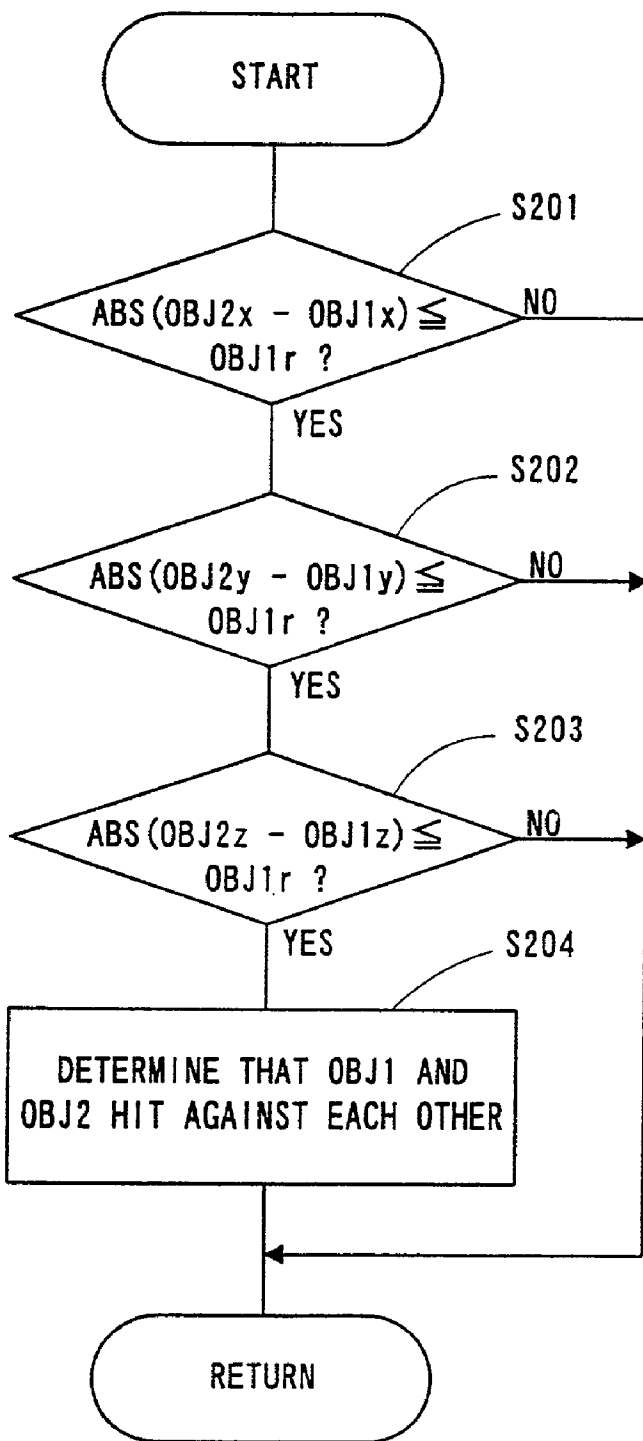 START
S201
ABS(OBJ2x - OBJ1x)≦
OBJ1r ?
NO
YES
S202
ABS(OBJ2y - OBJ1y)≦
OBJ1r ?
NO
YES
S203
ABS(OBJ2z - OBJ1z)≦
OBJ1r ?
NO
YES
S204
DETERMINE THAT OBJ1 AND
OBJ2 HIT AGAINST EACH OTHER
RETURN